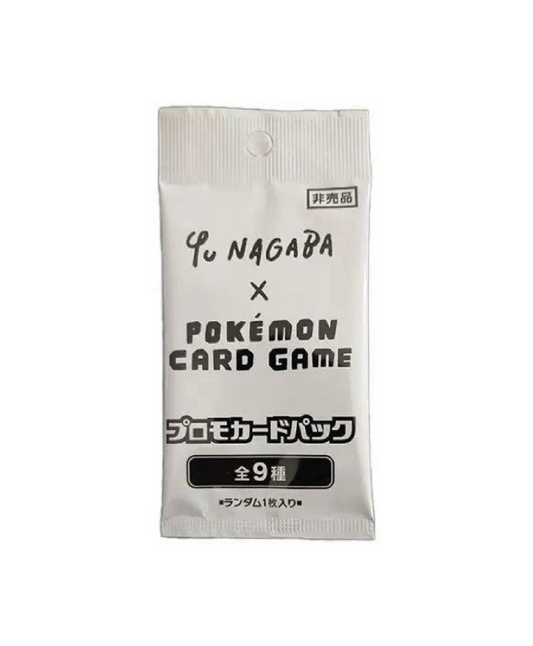 非売品
Yu NAGABA
×
POKÉMON
CARD GAME
プロモカードパック
全9種
■ランダム1枚入り■